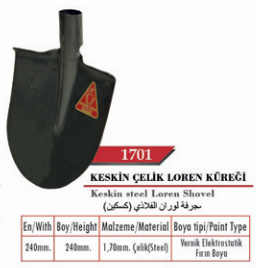 1701
KESKİN ÇELİK LOREN KÜREĞİ
Keskin steel Loren Shovel
مجرفة لوران الفلاذي (كسكين)
En/With Boy/Height Malzeme/Material Boya tipi/Paint Type
240mm. 240mm. 1,70mm. Çelik(Steel) Vernik Elektrostatik
Fırın Boya